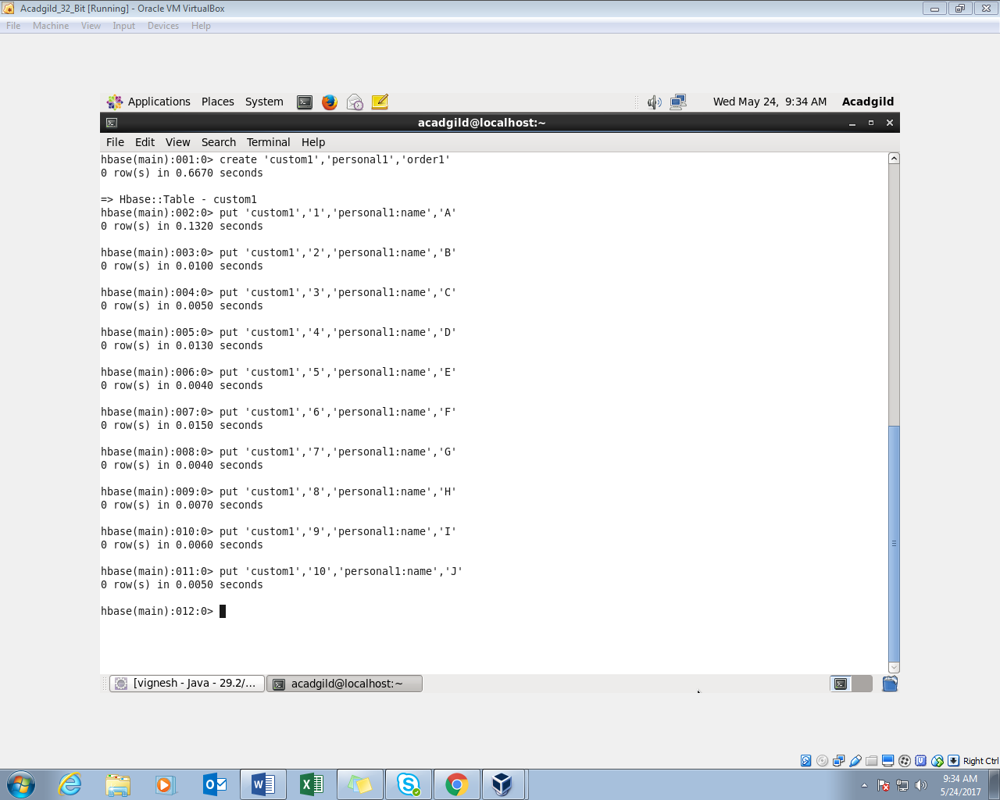 Acadgild_32_Bit [Running] - Oracle VM VirtualBox
File Machine View Input Devices Help
Applications Places System Wed May 24, 9:34 AM Acadgild
acadgild@localhost:~
File Edit View Search Terminal Help
hbase(main):001:0> create 'custom1','personal1','order1'
0 row(s) in 0.6670 seconds
=> Hbase::Table - custom1
hbase(main):002:0> put 'custom1','1','personal1:name','A'
0 row(s) in 0.1320 seconds
hbase(main):003:0> put 'custom1','2','personal1:name','B'
0 row(s) in 0.0100 seconds
hbase(main):004:0> put 'custom1','3','personal1:name','C'
0 row(s) in 0.0050 seconds
hbase(main):005:0> put 'custom1','4','personal1:name','D'
0 row(s) in 0.0130 seconds
hbase(main):006:0> put 'custom1','5','personal1:name','E'
0 row(s) in 0.0040 seconds
hbase(main):007:0> put 'custom1','6','personal1:name','F'
0 row(s) in 0.0150 seconds
hbase(main):008:0> put 'custom1','7','personal1:name','G'
0 row(s) in 0.0040 seconds
hbase(main):009:0> put 'custom1','8','personal1:name','H'
0 row(s) in 0.0070 seconds
hbase(main):010:0> put 'custom1','9','personal1:name','I'
0 row(s) in 0.0060 seconds
hbase(main):011:0> put 'custom1','10','personal1:name','J'
0 row(s) in 0.0050 seconds
hbase(main):012:0>
[vignesh - Java - 29.2/... acadgild@localhost:~
Right Ctrl
9:34 AM
5/24/2017